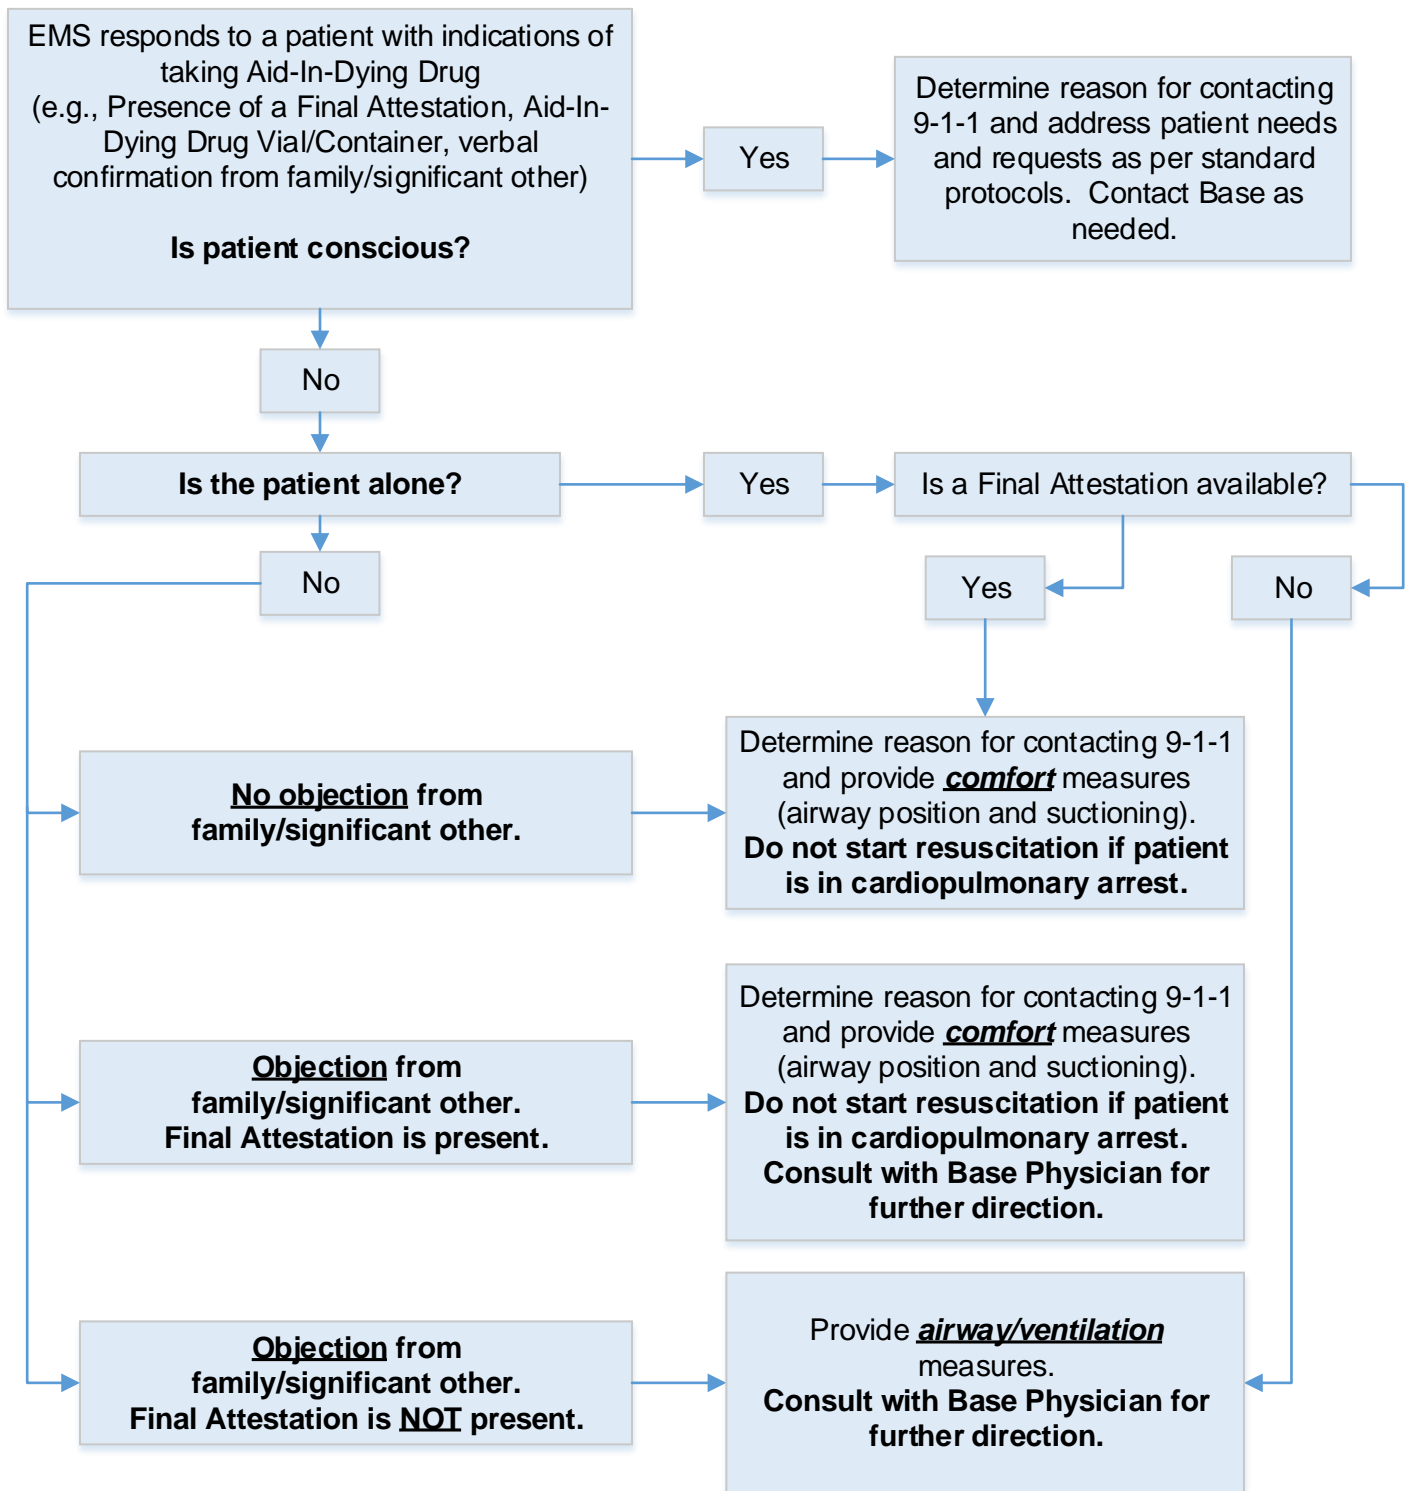 EMS responds to a patient with indications of
taking Aid-In-Dying Drug
(e.g., Presence of a Final Attestation, Aid-In-
Dying Drug Vial/Container, verbal
confirmation from family/significant other)
Is patient conscious?
Yes
Determine reason for contacting
9-1-1 and address patient needs
and requests as per standard
protocols.  Contact Base as
needed.
No
Is the patient alone?
Yes
Is a Final Attestation available?
No
Yes
No
No objection from
family/significant other.
Determine reason for contacting 9-1-1
and provide comfort measures
(airway position and suctioning).
Do not start resuscitation if patient
is in cardiopulmonary arrest.
Objection from
family/significant other.
Final Attestation is present.
Determine reason for contacting 9-1-1
and provide comfort measures
(airway position and suctioning).
Do not start resuscitation if patient
is in cardiopulmonary arrest.
Consult with Base Physician for
further direction.
Objection from
family/significant other.
Final Attestation is NOT present.
Provide airway/ventilation
measures.
Consult with Base Physician for
further direction.